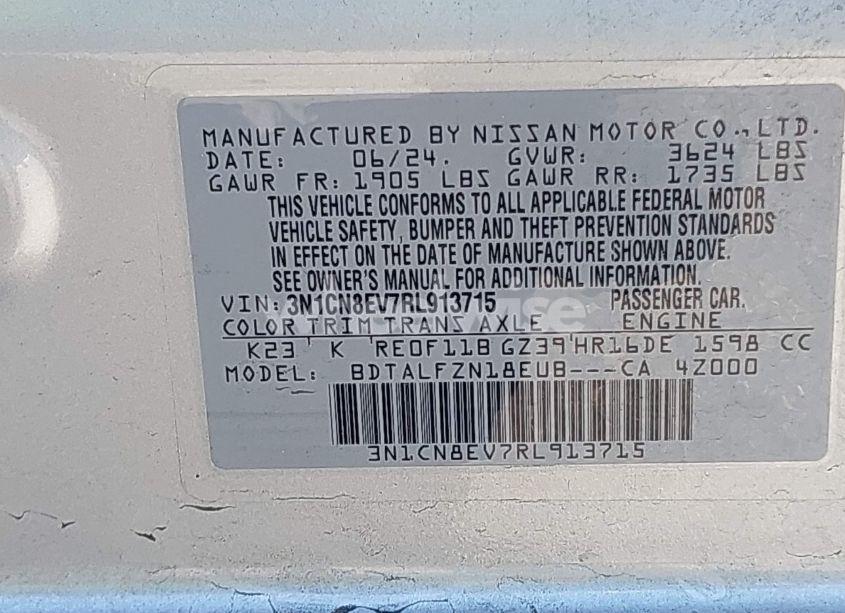 MANUFACTURED BY NISSAN MOTOR CO., LTD.
DATE: 06/24. GVWR: 3624 LBS
GAWR FR: 1905 LBS GAWR RR: 1735 LBS
THIS VEHICLE CONFORMS TO ALL APPLICABLE FEDERAL MOTOR
VEHICLE SAFETY, BUMPER AND THEFT PREVENTION STANDARDS
IN EFFECT ON THE DATE OF MANUFACTURE SHOWN ABOVE.
SEE OWNER'S MANUAL FOR ADDITIONAL INFORMATION.
VIN: 3N1CN8EV7RL913715 PASSENGER CAR.
COLOR TRIM TRANS AXLE ENGINE
K23 K RE0F11B GZ39 HR16DE 1598 CC
MODEL: BDTALFZN18EUB---CA 4Z000
3N1CN8EV7RL913715